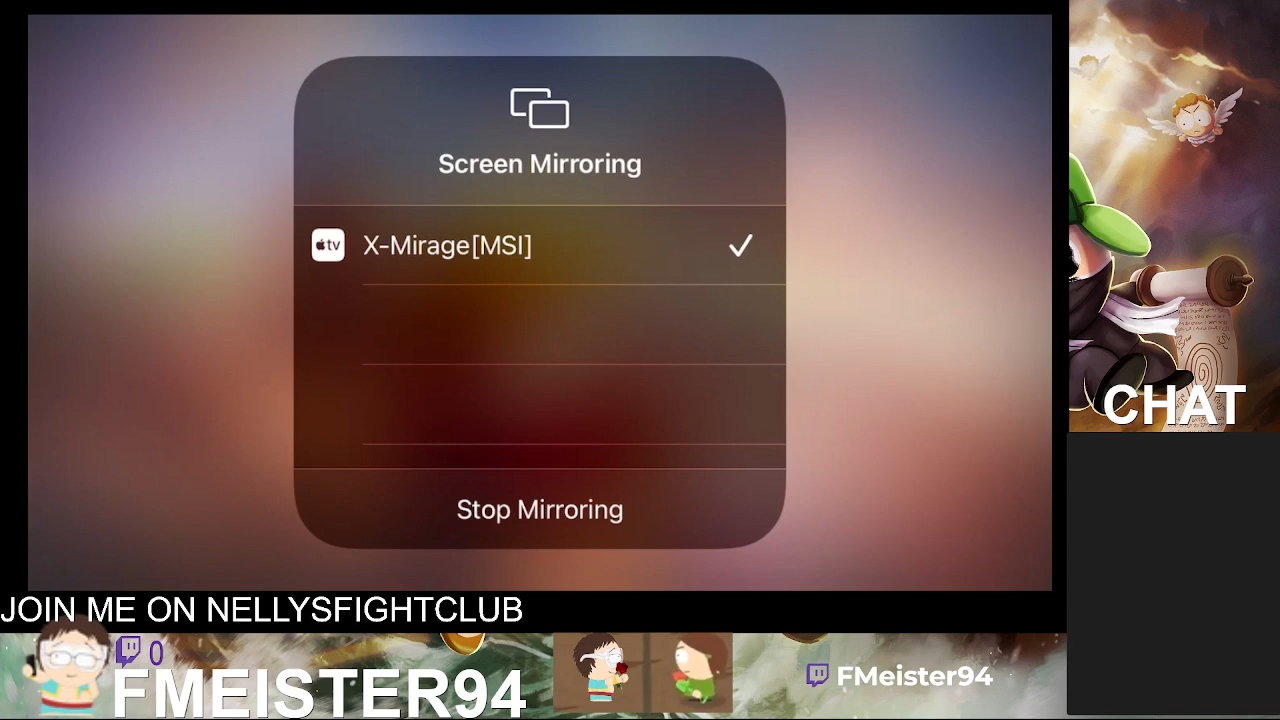 Screen Mirroring
tv X-Mirage[MSI]
Stop Mirroring
CHAT
JOIN ME ON NELLYSFIGHTCLUB
0
FMEISTER94
FMeister94